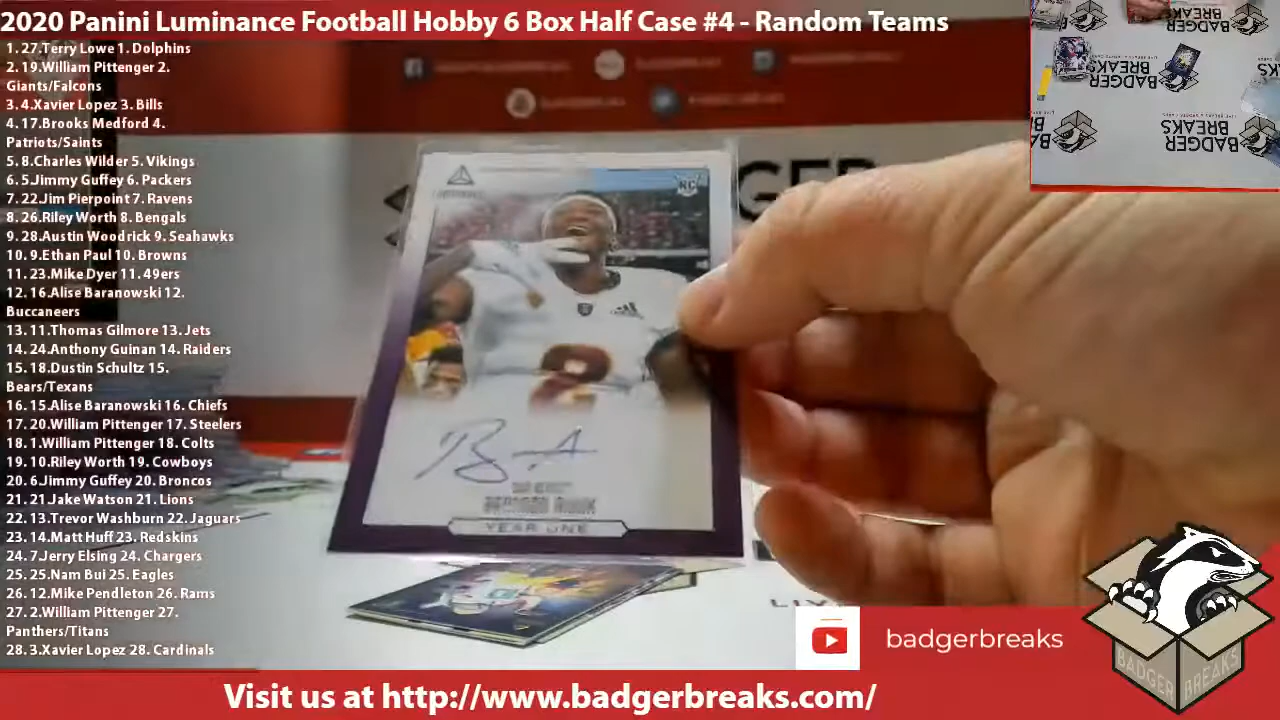 2020 Panini Luminance Football Hobby 6 Box Half Case #4 - Random Teams
1. 27.Terry Lowe 1. Dolphins
2. 19.William Pittenger 2.
Giants/Falcons
3. 4.Xavier Lopez 3. Bills
4. 17.Brooks Medford 4.
Patriots/Saints
5. 8.Charles Wilder 5. Vikings
6. 5.Jimmy Guffey 6. Packers
7. 22.Jim Pierpoint 7. Ravens
8. 26.Riley Worth 8. Bengals
9. 28.Austin Woodrick 9. Seahawks
10. 9.Ethan Paul 10. Browns
11. 23.Mike Dyer 11. 49ers
12. 16.Alise Baranowski 12.
Buccaneers
13. 11.Thomas Gilmore 13. Jets
14. 24.Anthony Guinan 14. Raiders
15. 18.Dustin Schultz 15.
Bears/Texans
16. 15.Alise Baranowski 16. Chiefs
17. 20.William Pittenger 17. Steelers
18. 1.William Pittenger 18. Colts
19. 10.Riley Worth 19. Cowboys
20. 6.Jimmy Guffey 20. Broncos
21. 21 Jake Watson 21. Lions
22. 13.Trevor Washburn 22. Jaguars
23. 14.Matt Huff 23. Redskins
24. 7.Jerry Elsing 24. Chargers
25. 25.Nam Bui 25. Eagles
26. 12.Mike Pendleton 26. Rams
27. 2.William Pittenger 27.
Panthers/Titans
28. 3.Xavier Lopez 28. Cardinals
RC
YEAR ONE
BADGER
BREAKS
BADGER
BREAKS
badgerbreaks
BADGER BREAKS
Visit us at http://www.badgerbreaks.com/